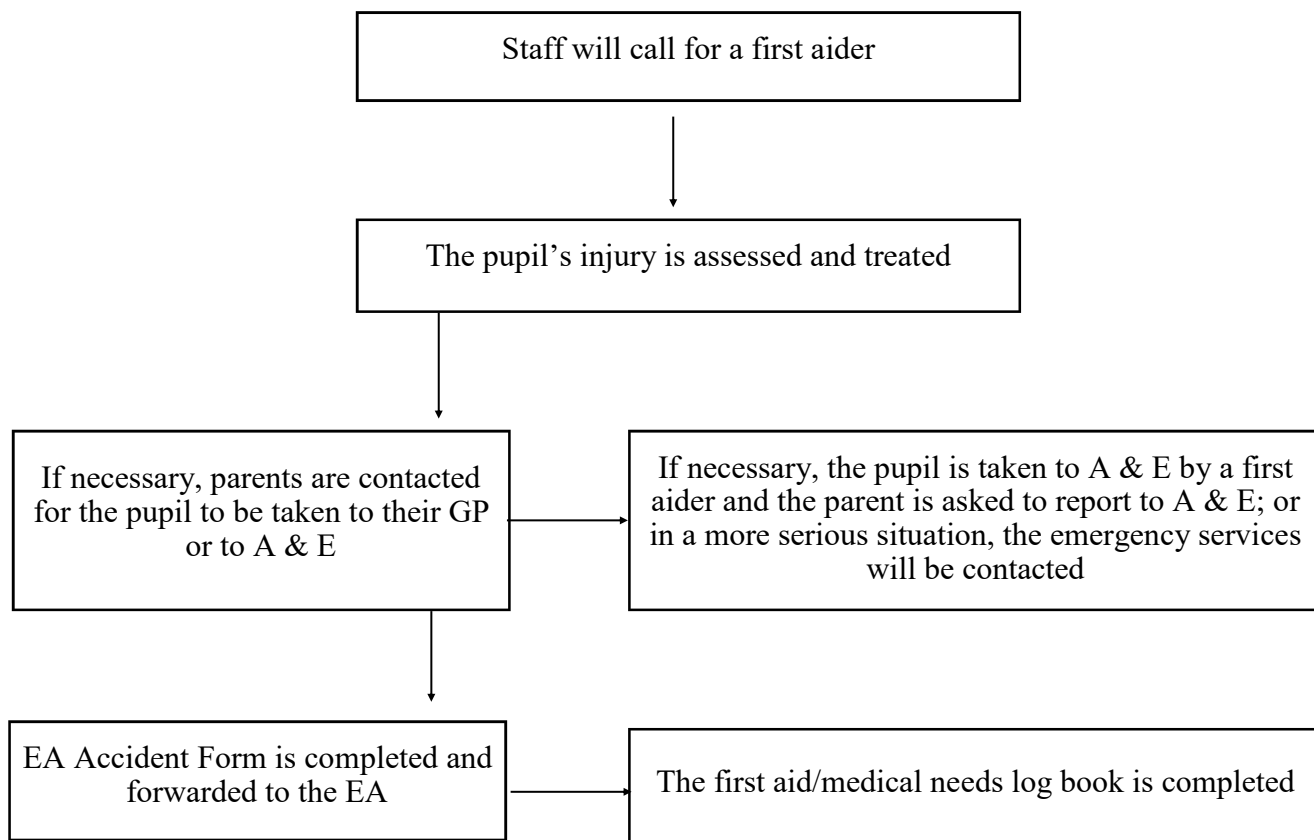 Staff will call for a first aider
The pupil’s injury is assessed and treated
If necessary, parents are contacted
for the pupil to be taken to their GP
or to A & E
If necessary, the pupil is taken to A & E by a first
aider and the parent is asked to report to A & E; or
in a more serious situation, the emergency services
will be contacted
EA Accident Form is completed and
forwarded to the EA
The first aid/medical needs log book is completed